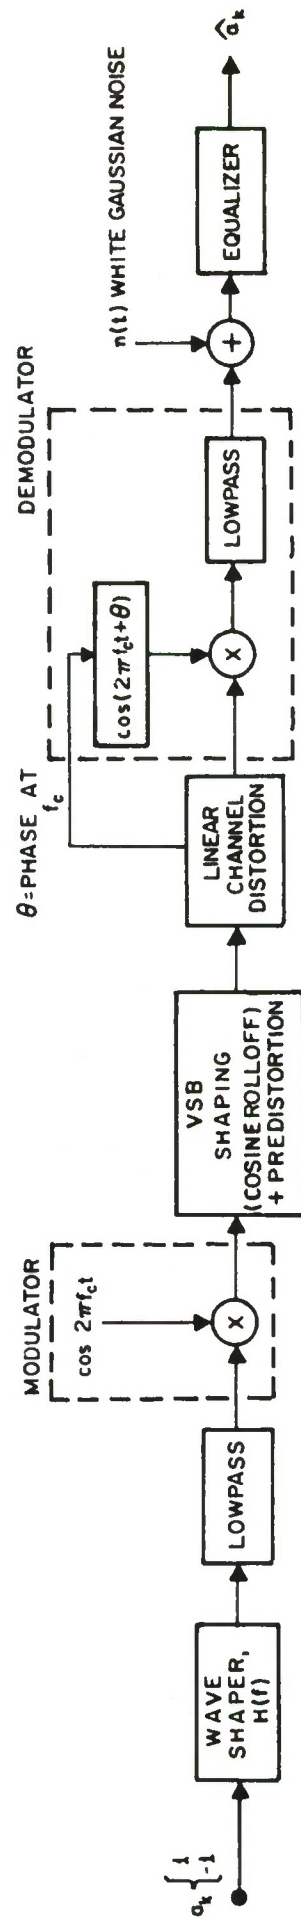 a_k { 1
-1
WAVE
SHAPER,
H(f)
LOWPASS
MODULATOR
cos 2πf_ct
X
VSB
SHAPING
(COSINE ROLLOFF)
+ PREDISTORTION
LINEAR
CHANNEL
DISTORTION
θ=PHASE AT
f_c
DEMODULATOR
cos(2πf_ct+θ)
X
LOWPASS
n(t) WHITE GAUSSIAN NOISE
+
EQUALIZER
â_k